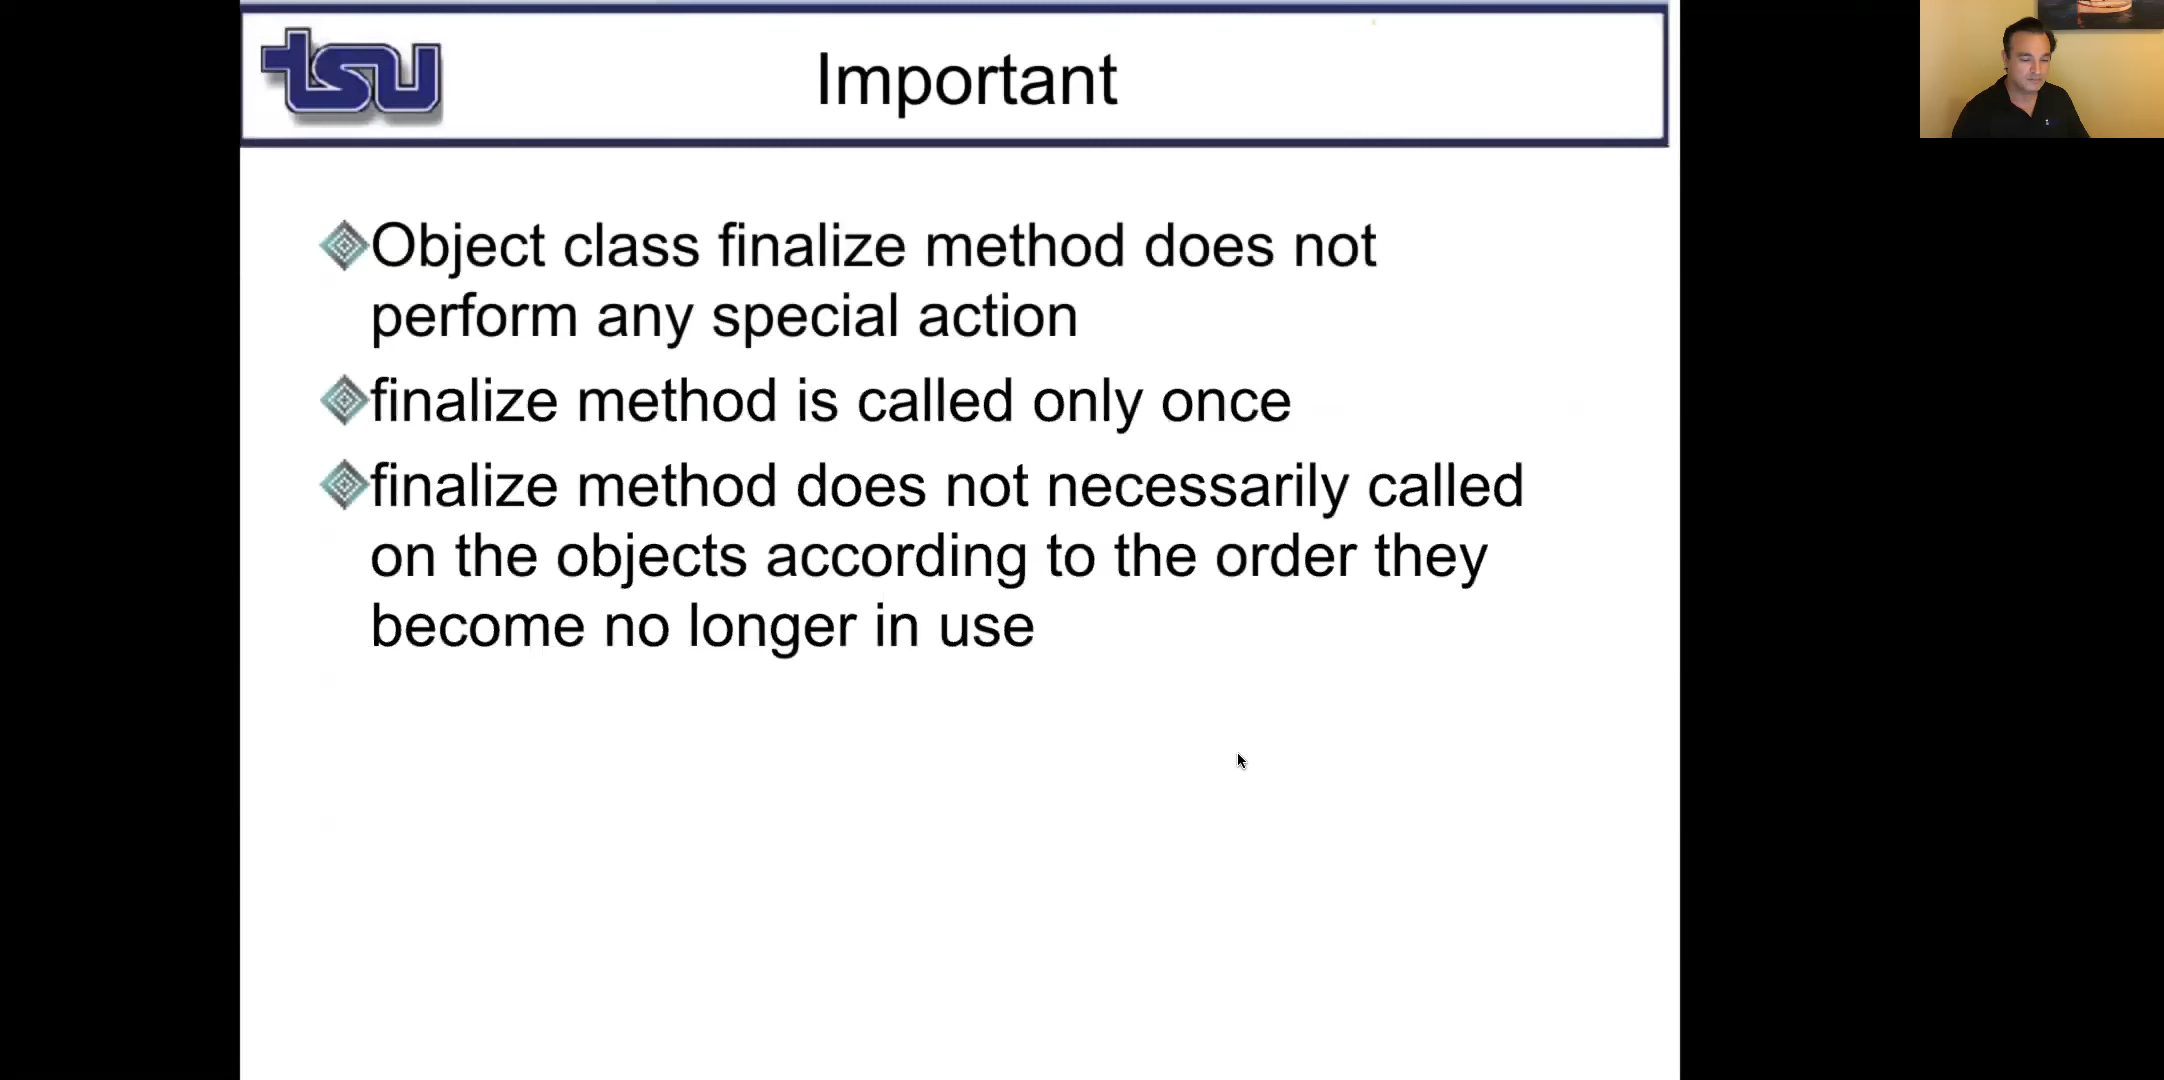 tsu
Important
Object class finalize method does not
perform any special action
finalize method is called only once
finalize method does not necessarily called
on the objects according to the order they
become no longer in use